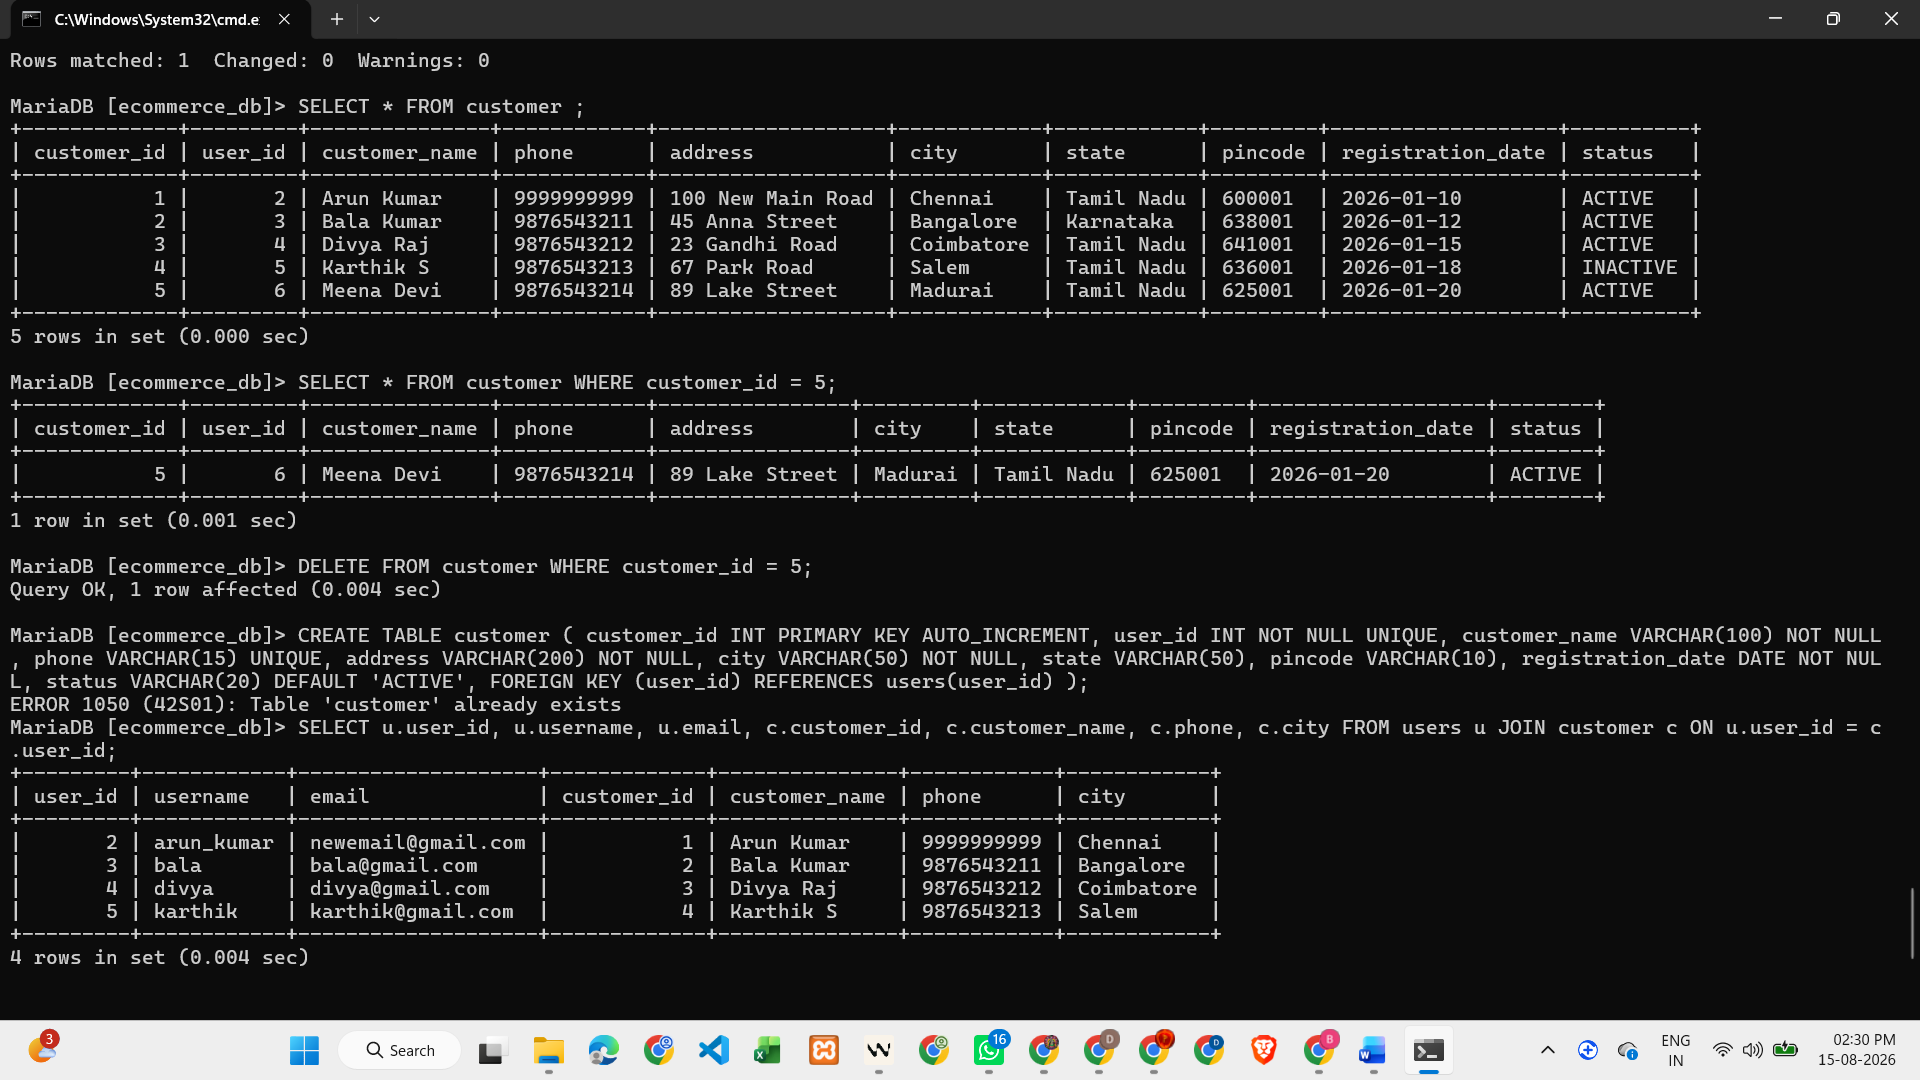 C:\Windows\System32\cmd.e
Rows matched: 1  Changed: 0  Warnings: 0
MariaDB [ecommerce_db]> SELECT * FROM customer ;
+-------------+---------+---------------+------------+-------------------+------------+------------+---------+-------------------+----------+
| customer_id | user_id | customer_name | phone      | address           | city       | state      | pincode | registration_date | status   |
+-------------+---------+---------------+------------+-------------------+------------+------------+---------+-------------------+----------+
|           1 |       2 | Arun Kumar    | 9999999999 | 100 New Main Road | Chennai    | Tamil Nadu | 600001  | 2026-01-10        | ACTIVE   |
|           2 |       3 | Bala Kumar    | 9876543211 | 45 Anna Street    | Bangalore  | Karnataka  | 638001  | 2026-01-12        | ACTIVE   |
|           3 |       4 | Divya Raj     | 9876543212 | 23 Gandhi Road    | Coimbatore | Tamil Nadu | 641001  | 2026-01-15        | ACTIVE   |
|           4 |       5 | Karthik S     | 9876543213 | 67 Park Road      | Salem      | Tamil Nadu | 636001  | 2026-01-18        | INACTIVE |
|           5 |       6 | Meena Devi    | 9876543214 | 89 Lake Street    | Madurai    | Tamil Nadu | 625001  | 2026-01-20        | ACTIVE   |
+-------------+---------+---------------+------------+-------------------+------------+------------+---------+-------------------+----------+
5 rows in set (0.000 sec)
MariaDB [ecommerce_db]> SELECT * FROM customer WHERE customer_id = 5;
+-------------+---------+---------------+------------+----------------+---------+------------+---------+-------------------+--------+
| customer_id | user_id | customer_name | phone      | address        | city    | state      | pincode | registration_date | status |
+-------------+---------+---------------+------------+----------------+---------+------------+---------+-------------------+--------+
|           5 |       6 | Meena Devi    | 9876543214 | 89 Lake Street | Madurai | Tamil Nadu | 625001  | 2026-01-20        | ACTIVE |
+-------------+---------+---------------+------------+----------------+---------+------------+---------+-------------------+--------+
1 row in set (0.001 sec)
MariaDB [ecommerce_db]> DELETE FROM customer WHERE customer_id = 5;
Query OK, 1 row affected (0.004 sec)
MariaDB [ecommerce_db]> CREATE TABLE customer ( customer_id INT PRIMARY KEY AUTO_INCREMENT, user_id INT NOT NULL UNIQUE, customer_name VARCHAR(100) NOT NULL
, phone VARCHAR(15) UNIQUE, address VARCHAR(200) NOT NULL, city VARCHAR(50) NOT NULL, state VARCHAR(50), pincode VARCHAR(10), registration_date DATE NOT NUL
L, status VARCHAR(20) DEFAULT 'ACTIVE', FOREIGN KEY (user_id) REFERENCES users(user_id) );
ERROR 1050 (42S01): Table 'customer' already exists
MariaDB [ecommerce_db]> SELECT u.user_id, u.username, u.email, c.customer_id, c.customer_name, c.phone, c.city FROM users u JOIN customer c ON u.user_id = c
.user_id;
+---------+------------+--------------------+-------------+---------------+------------+------------+
| user_id | username   | email              | customer_id | customer_name | phone      | city       |
+---------+------------+--------------------+-------------+---------------+------------+------------+
|       2 | arun_kumar | newemail@gmail.com |           1 | Arun Kumar    | 9999999999 | Chennai    |
|       3 | bala       | bala@gmail.com     |           2 | Bala Kumar    | 9876543211 | Bangalore  |
|       4 | divya      | divya@gmail.com    |           3 | Divya Raj     | 9876543212 | Coimbatore |
|       5 | karthik    | karthik@gmail.com  |           4 | Karthik S     | 9876543213 | Salem      |
+---------+------------+--------------------+-------------+---------------+------------+------------+
4 rows in set (0.004 sec)
3
Search
16
D
D
B
ENG
IN
02:30 PM
15-08-2026